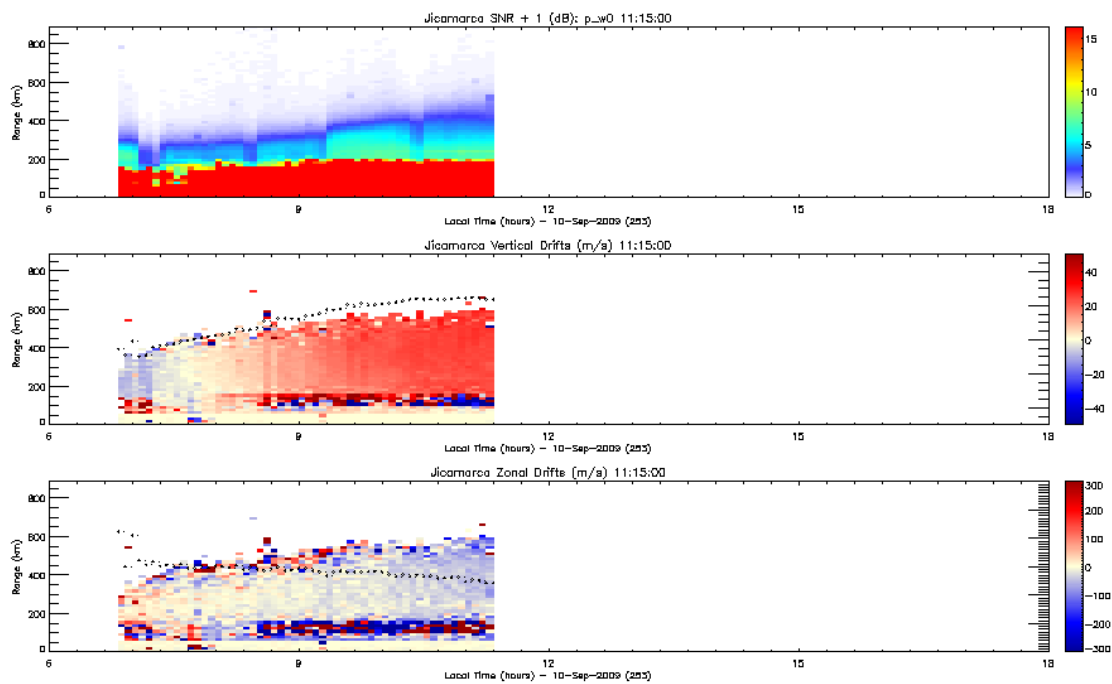 Jicamarca SNR + 1 (dB): p_w0 11:15:00
Range (km)
800
600
400
200
0
6 9 12 15 18
Local Time (hours) - 10-Sep-2009 (253)
15
10
5
0
Jicamarca Vertical Drifts (m/s) 11:15:00
Range (km)
800
600
400
200
0
6 9 12 15 18
Local Time (hours) - 10-Sep-2009 (253)
40
20
0
-20
-40
Jicamarca Zonal Drifts (m/s) 11:15:00
Range (km)
800
600
400
200
0
6 9 12 15 18
Local Time (hours) - 10-Sep-2009 (253)
300
200
100
0
-100
-200
-300